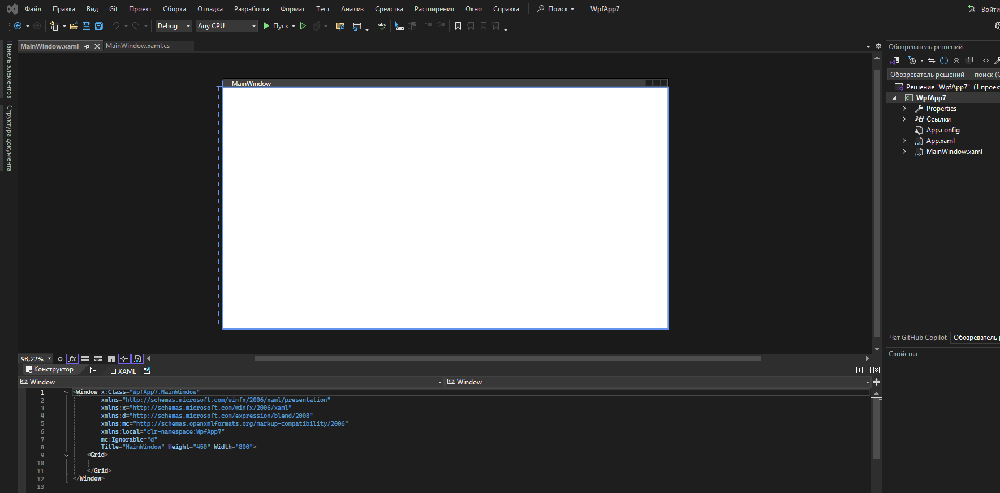 Файл Правка Вид Git Проект Сборка Отладка Разработка Формат Тест Анализ Средства Расширения Окно Справка Поиск WpfApp7 Войти
Debug Any CPU Пуск
Панель элементов
Структура документа
MainWindow.xaml MainWindow.xaml.cs
MainWindow
98,22%
Конструктор XAML
Window Window
1 <Window x:Class="WpfApp7.MainWindow"
2 xmlns="http://schemas.microsoft.com/winfx/2006/xaml/presentation"
3 xmlns:x="http://schemas.microsoft.com/winfx/2006/xaml"
4 xmlns:d="http://schemas.microsoft.com/expression/blend/2008"
5 xmlns:mc="http://schemas.openxmlformats.org/markup-compatibility/2006"
6 xmlns:local="clr-namespace:WpfApp7"
7 mc:Ignorable="d"
8 Title="MainWindow" Height="450" Width="800">
9 <Grid>
10
11 </Grid>
12 </Window>
13
Обозреватель решений
Обозреватель решений — поиск (
Решение "WpfApp7" (1 проек
WpfApp7
Properties
Ссылки
App.config
App.xaml
MainWindow.xaml
Чат GitHub Copilot Обозреватель
Свойства